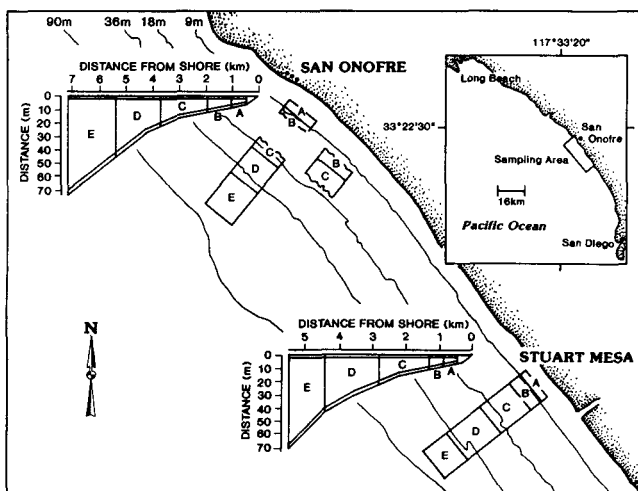 90m 36m 18m 9m
DISTANCE FROM SHORE (km)
7 6 5 4 3 2 1 0
DISTANCE (m)
0
10
20
30
40
50
60
70
E D C B A
SAN ONOFRE
A
B
C
D
E
B
C
117°33'20"
Long Beach
33°22'30"
San
Onofre
Sampling Area
16km
Pacific Ocean
San Diego
N
DISTANCE FROM SHORE (km)
5 4 3 2 1 0
DISTANCE (m)
0
10
20
30
40
50
60
70
E D C B A
STUART MESA
A
B
C
D
E